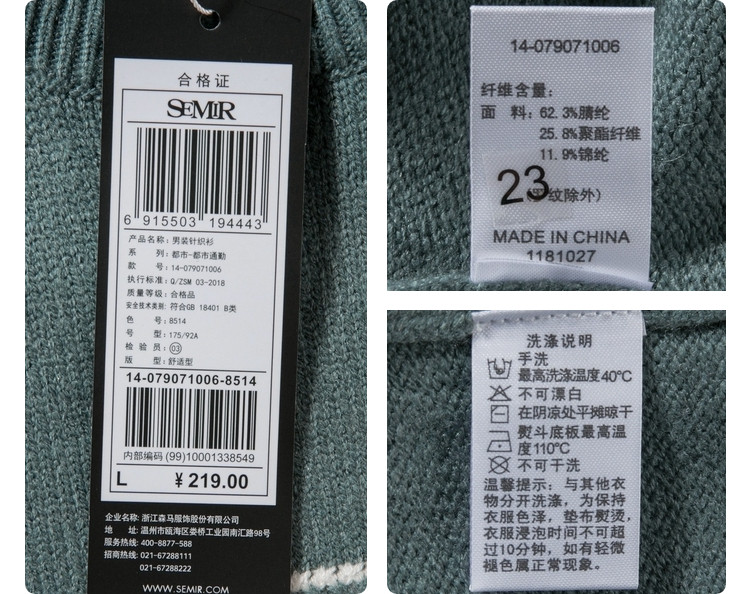 合格证
SEMIR
6 915503 194443
产品名称: 男装针织衫
系 列: 都市-都市通勤
款 号: 14-079071006
执行标准: Q/ZSM 03-2018
质量等级: 合格品
安全技术类别: 符合GB 18401 B类
色 号: 8514
号 型: 175/92A
检 验 员: 03
版 型: 舒适型
14-079071006-8514
内部编码 (99)10001338549
L ¥ 219.00
企业名称: 浙江森马服饰股份有限公司
地 址: 温州市瓯海区娄桥工业园南汇路98号
服务热线: 400-8877-588
招商热线: 021-67288111
021-67288222
WWW.SEMIR.COM
14-079071006
纤维含量:
面 料: 62.3%腈纶
25.8%聚酯纤维
11.9%锦纶
23
纹除外)
MADE IN CHINA
1181027
洗涤说明
手洗
最高洗涤温度40°C
不可漂白
在阴凉处平摊晾干
熨斗底板最高温
度110°C
不可干洗
温馨提示: 与其他衣
物分开洗涤, 为保持
衣服色泽, 垫布熨烫,
衣服浸泡时间不可超
过10分钟, 如有轻微
褪色属正常现象。